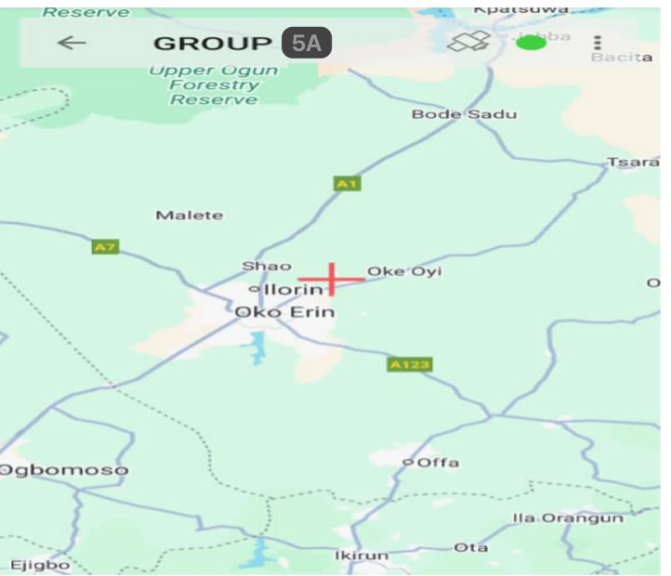 Reserve
Kpatsuwa
GROUP 5A
Jebba
Bacita
Upper Ogun
Forestry
Reserve
Bode Sadu
Tsara
A1
Malete
A7
Shao
Oke Oyi
Ilorin
Oko Erin
A123
Offa
Ogbomoso
Ila Orangun
Ota
Ikirun
Ejigbo